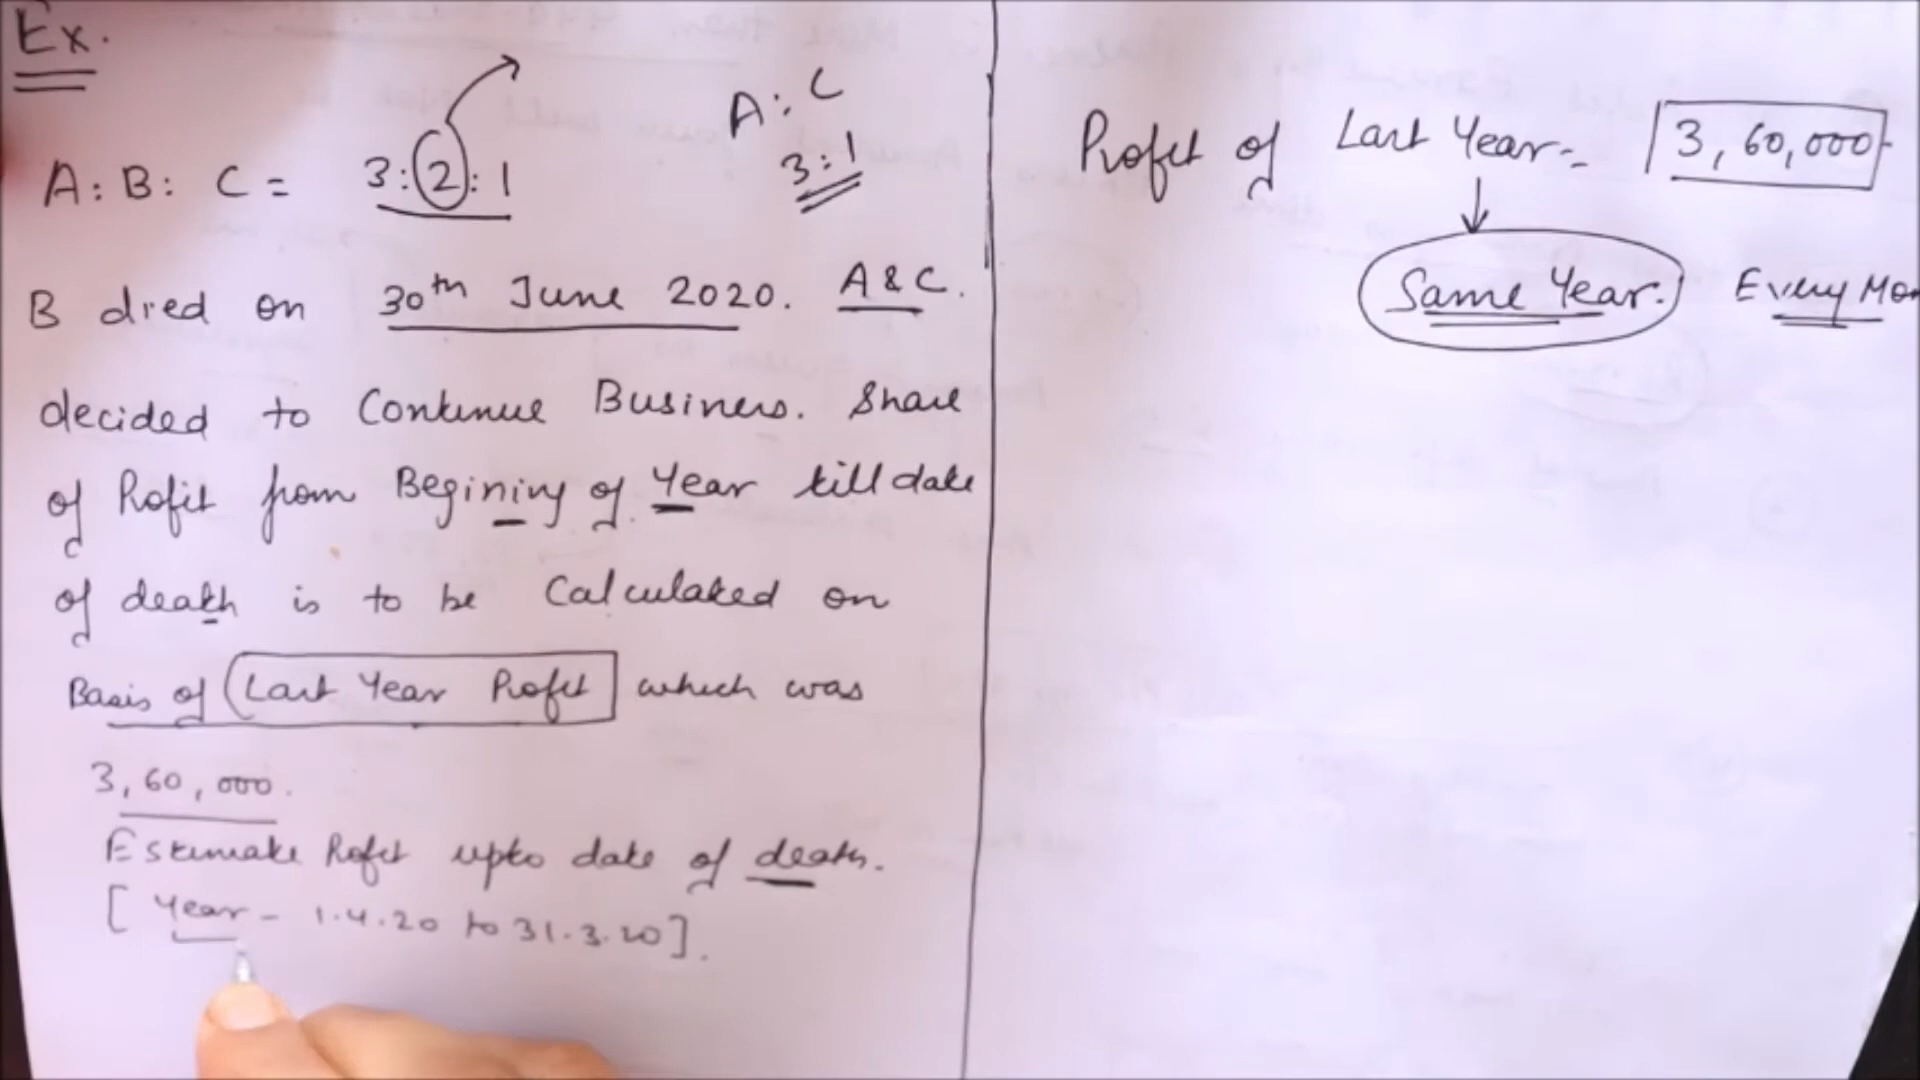 Ex.
A : B : C = 3 : 2 : 1
A : C
3 : 1
B died on 30th June 2020. A & C.
decided to Continue Business. Share
of Profit from Begining of Year till date
of death is to be Calculated on
Basis of Last Year Profit which was
3,60,000.
Estimate Profit upto date of death.
[ Year - 1.4.20 to 31.3.20 ].
Profit of Last Year = 3,60,000
Same Year. Every